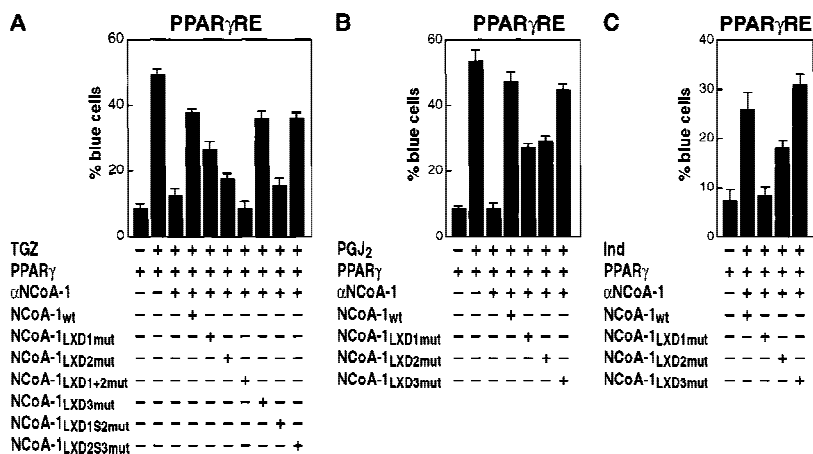 A
PPARγRE
% blue cells
60
40
20
0
TGZ – + + + + + + + + +
PPARγ + + + + + + + + + +
αNCoA-1 – – + + + + + + + +
NCoA-1wt – – – + – – – – – –
NCoA-1LXD1mut – – – – + – – – – –
NCoA-1LXD2mut – – – – – + – – – –
NCoA-1LXD1+2mut – – – – – – + – – –
NCoA-1LXD3mut – – – – – – – + – –
NCoA-1LXD1S2mut – – – – – – – – + –
NCoA-1LXD2S3mut – – – – – – – – – +
B
PPARγRE
% blue cells
60
40
20
0
PGJ2 – + + + + + +
PPARγ + + + + + + +
αNCoA-1 – – + + + + +
NCoA-1wt – – – + – – –
NCoA-1LXD1mut – – – – + – –
NCoA-1LXD2mut – – – – – + –
NCoA-1LXD3mut – – – – – – +
C
PPARγRE
% blue cells
40
30
20
10
0
Ind – + + + +
PPARγ + + + + +
αNCoA-1 – + + + +
NCoA-1wt – + – – –
NCoA-1LXD1mut – – + – –
NCoA-1LXD2mut – – – + –
NCoA-1LXD3mut – – – – +